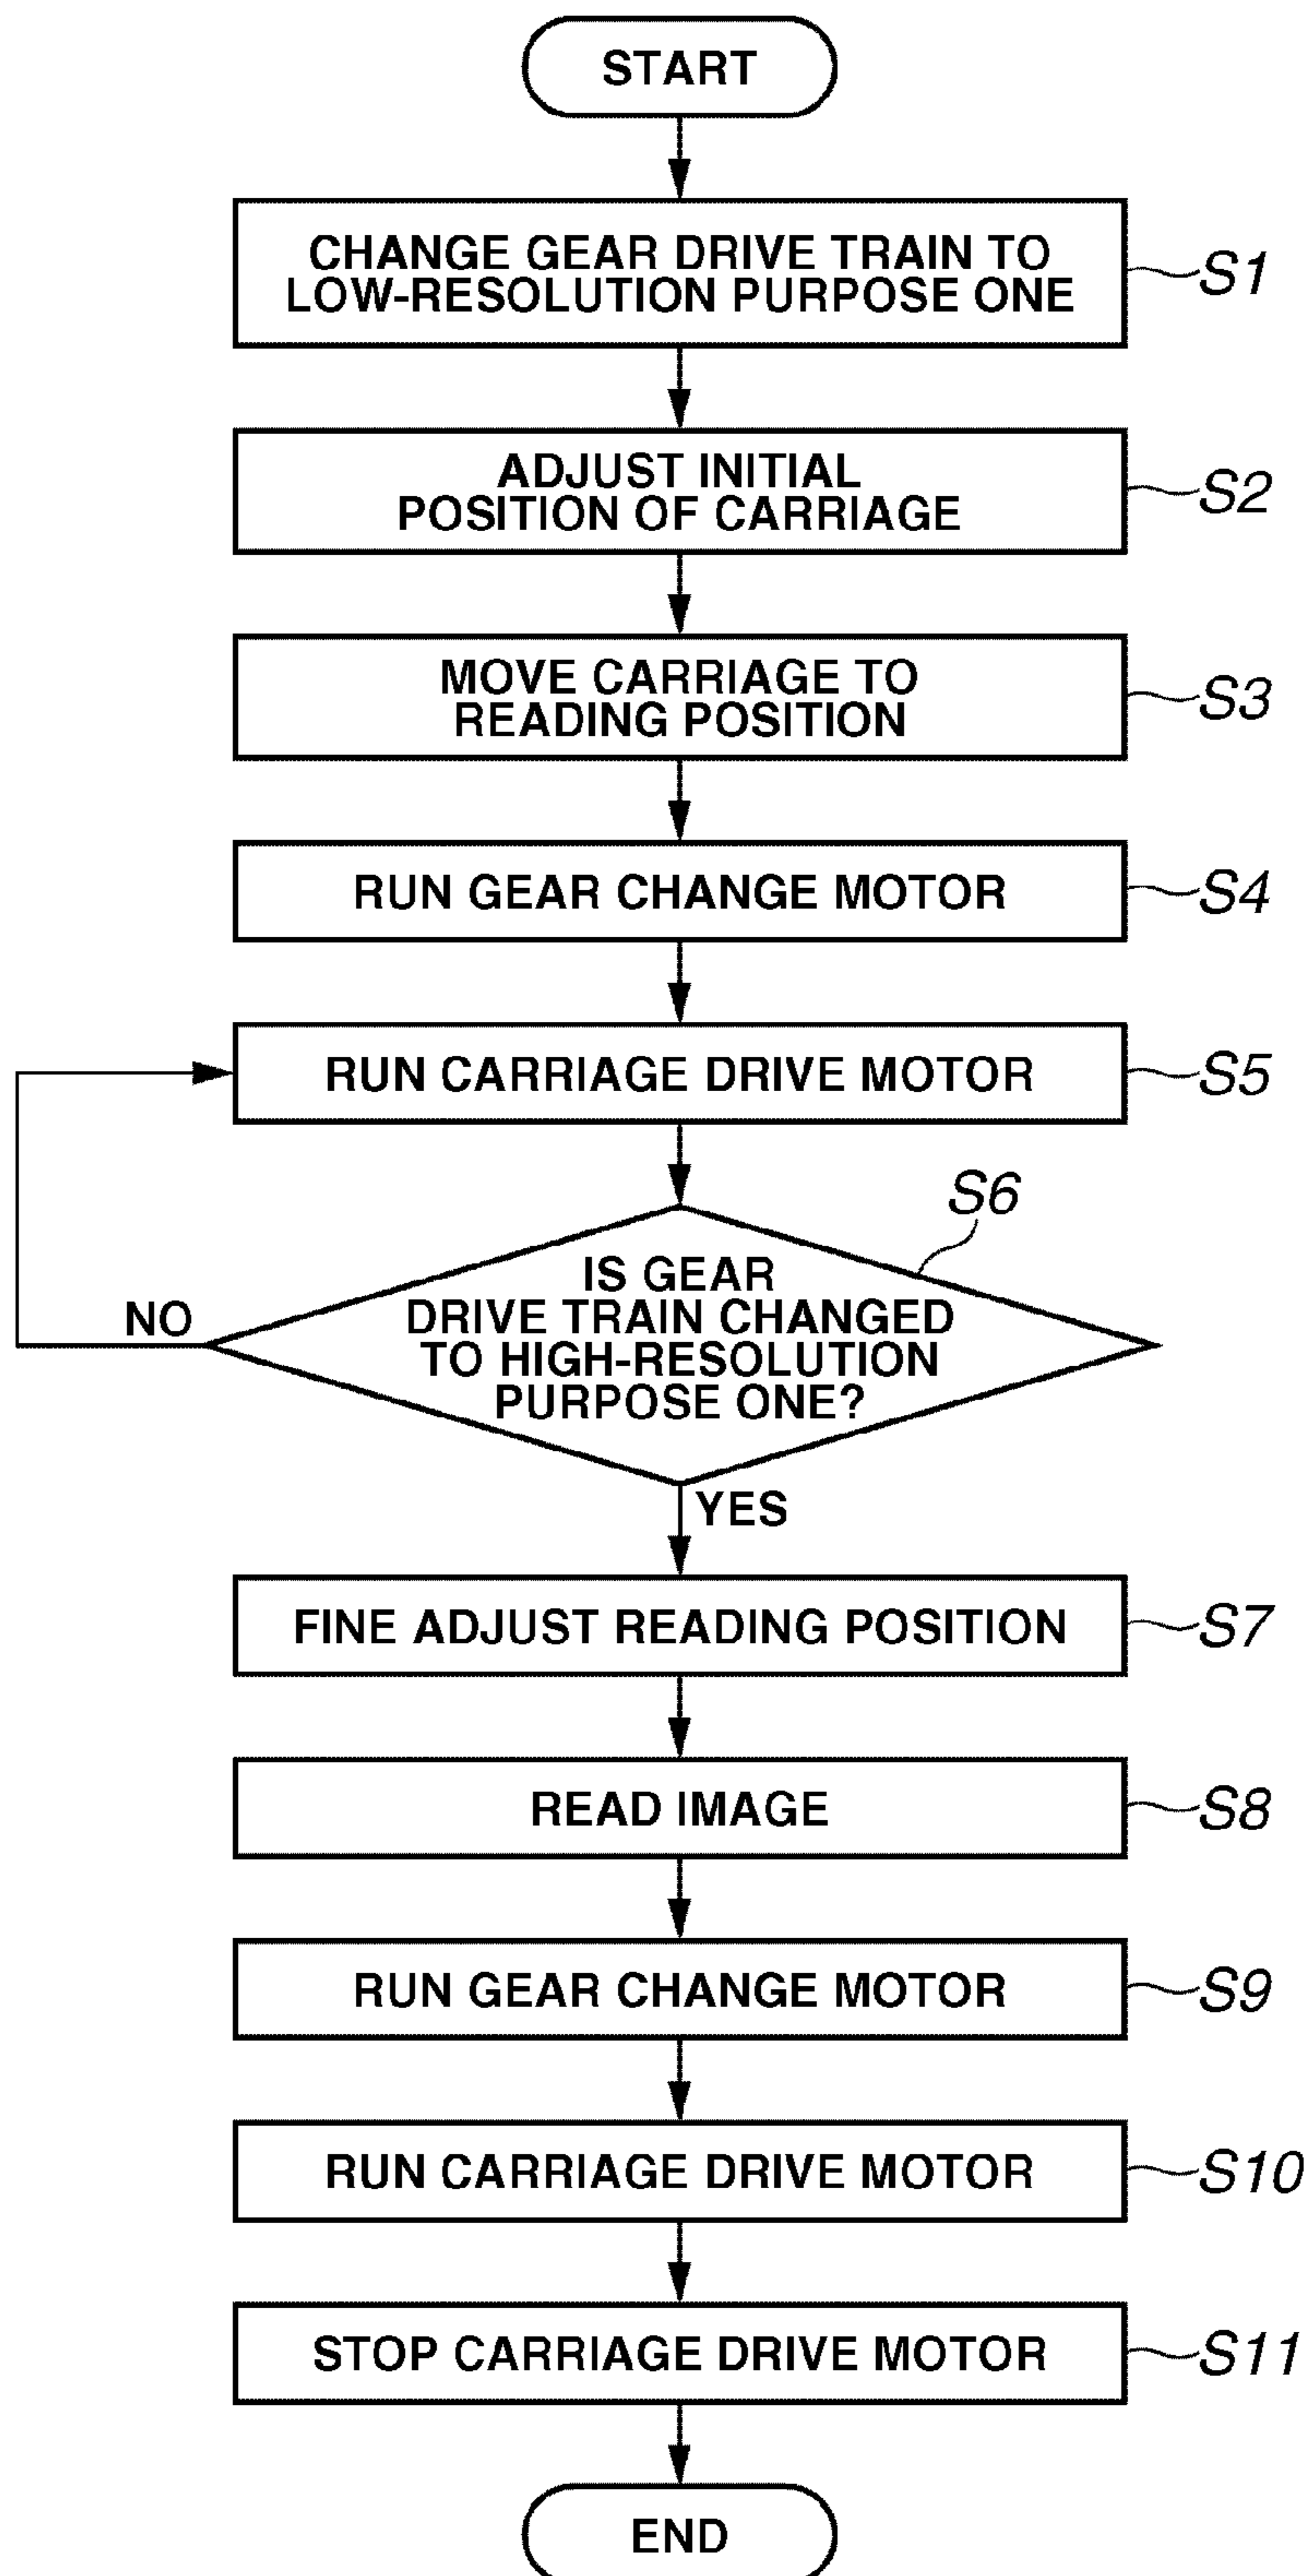 START
CHANGE GEAR DRIVE TRAIN TO
LOW-RESOLUTION PURPOSE ONE
S1
ADJUST INITIAL
POSITION OF CARRIAGE
S2
MOVE CARRIAGE TO
READING POSITION
S3
RUN GEAR CHANGE MOTOR
S4
RUN CARRIAGE DRIVE MOTOR
S5
S6
IS GEAR
DRIVE TRAIN CHANGED
TO HIGH-RESOLUTION
PURPOSE ONE?
NO
YES
FINE ADJUST READING POSITION
S7
READ IMAGE
S8
RUN GEAR CHANGE MOTOR
S9
RUN CARRIAGE DRIVE MOTOR
S10
STOP CARRIAGE DRIVE MOTOR
S11
END